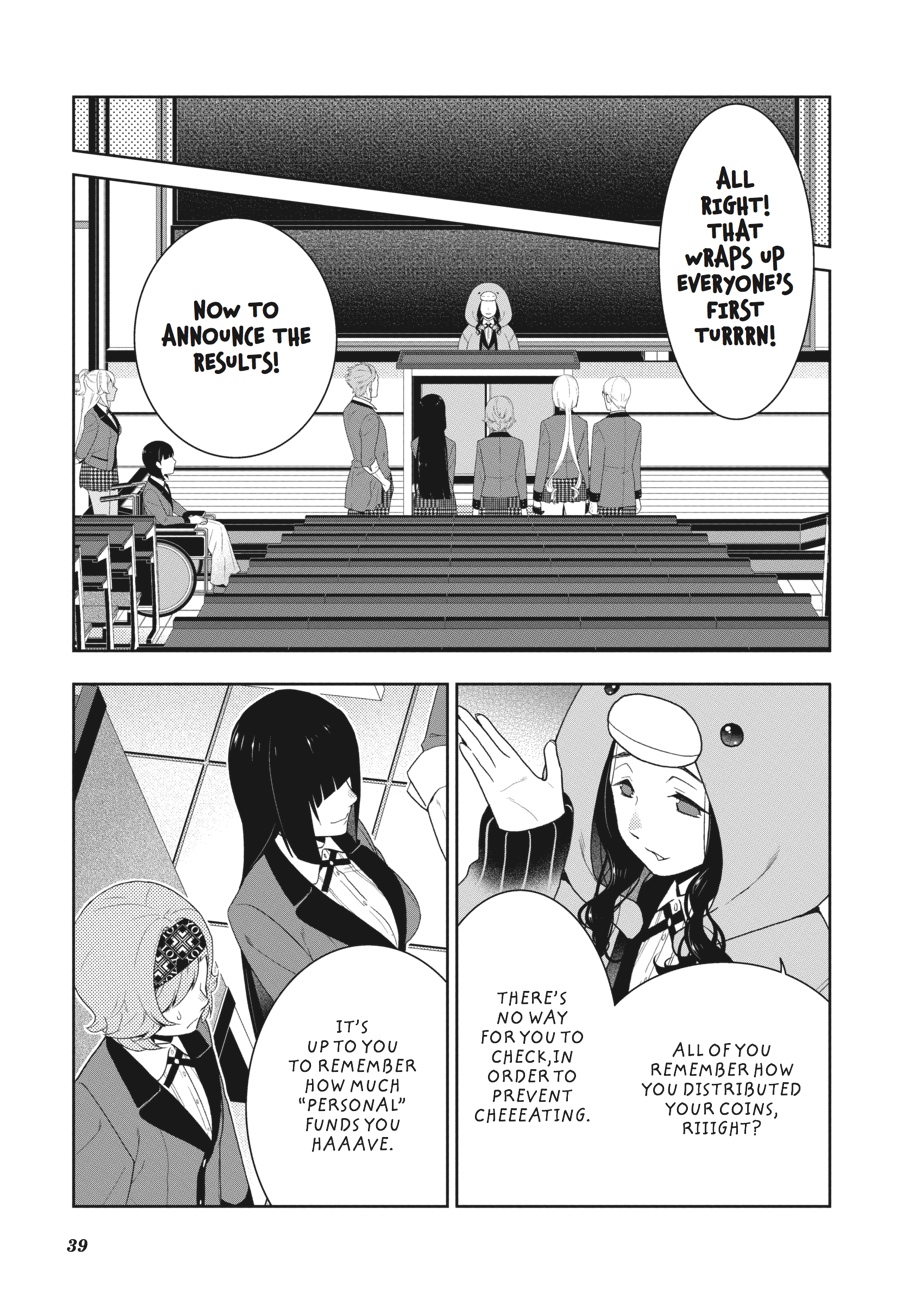 ALL
RIGHT!
THAT
WRAPS UP
EVERYONE'S
FIRST
TURRRN!
NOW TO
ANNOUNCE THE
RESULTS!
ALL OF YOU
REMEMBER HOW
YOU DISTRIBUTED
YOUR COINS,
RIIIGHT?
THERE'S
NO WAY
FOR YOU TO
CHECK,IN
ORDER TO
PREVENT
CHEEEATING.
IT'S
UP TO YOU
TO REMEMBER
HOW MUCH
"PERSONAL"
FUNDS YOU
HAAAVE.
39